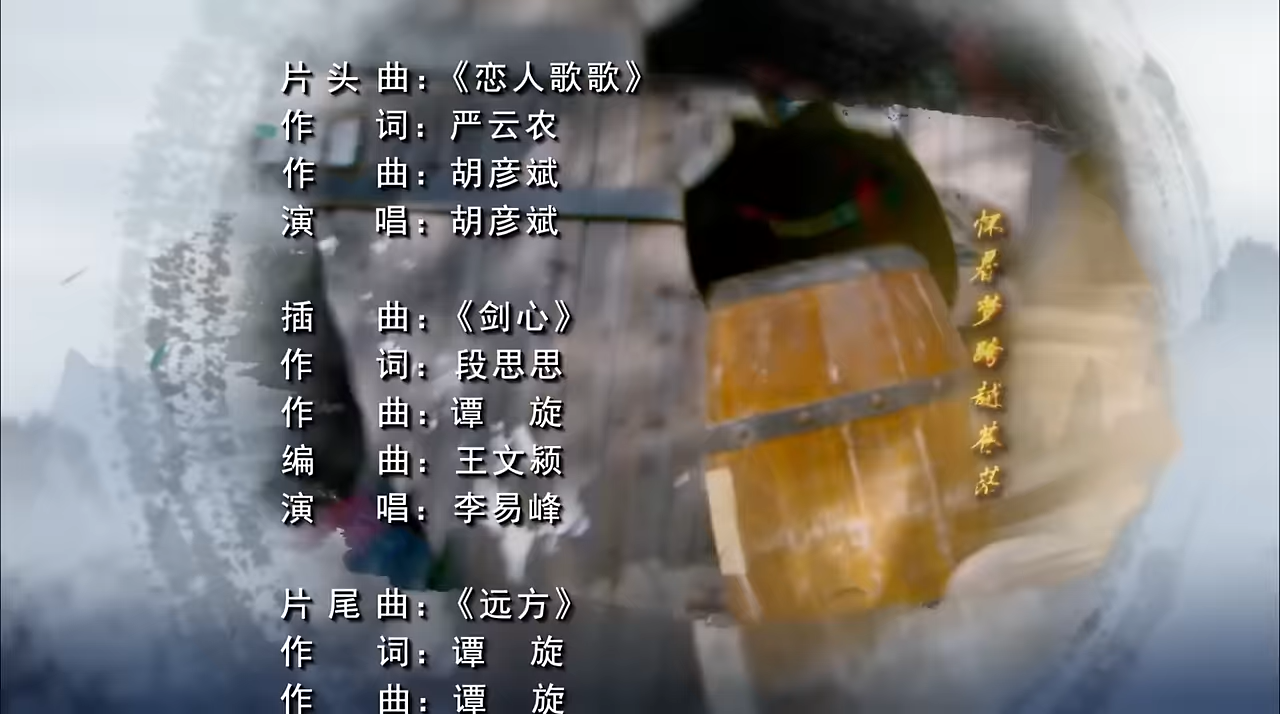 片头曲：《恋人歌歌》
作 词：严云农
作 曲：胡彦斌
演 唱：胡彦斌
插 曲：《剑心》
作 词：段思思
作 曲：谭 旋
编 曲：王文颍
演 唱：李易峰
片尾曲：《远方》
作 词：谭 旋
作 曲：谭 旋
怀着梦跨越苍茫